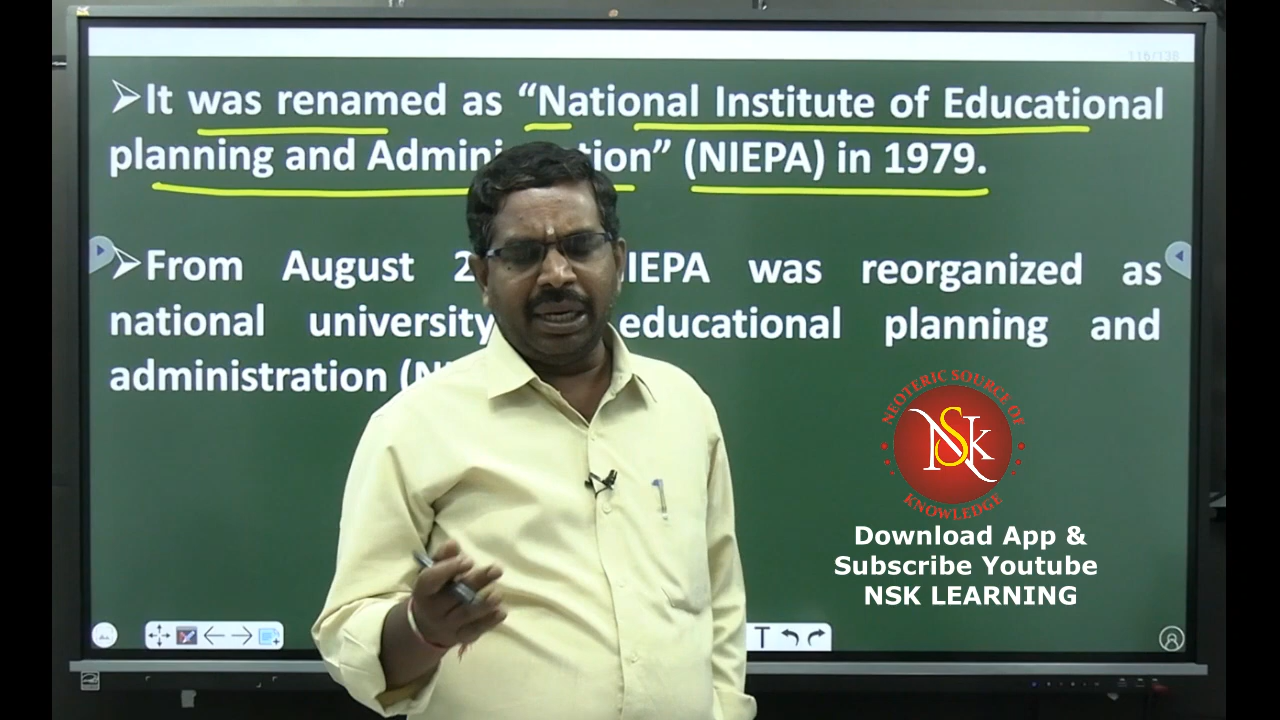 116/138
➢It was renamed as “National Institute of Educational
planning and Admini tion” (NIEPA) in 1979.
➢From August 2 IEPA was reorganized as
national university educational planning and
administration (N
NEOTERIC SOURCE OF
NSK
KNOWLEDGE
Download App &
Subscribe Youtube
NSK LEARNING
T